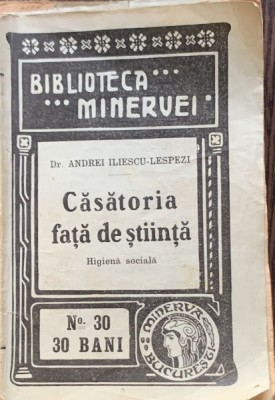 BIBLIOTECA
MINERVEI
Dr. ANDREI ILIESCU-LESPEZI
Căsătoria
față de știință
Higienă socială
No. 30
30 BANI
MINERVA
BUCUREȘTI